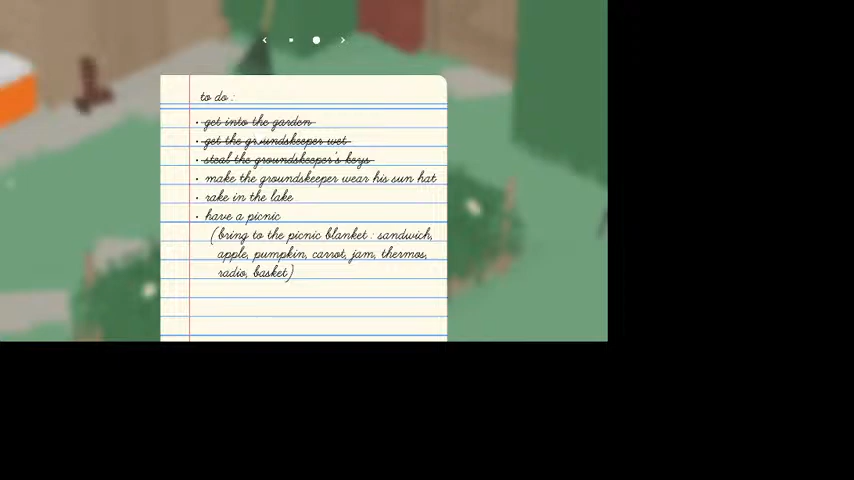 to do :
• get into the garden
• get the groundskeeper wet
• steal the groundskeeper's keys
• make the groundskeeper wear his sun hat
• rake in the lake
• have a picnic
(bring to the picnic blanket : sandwich,
apple, pumpkin, carrot, jam, thermos,
radio, basket)